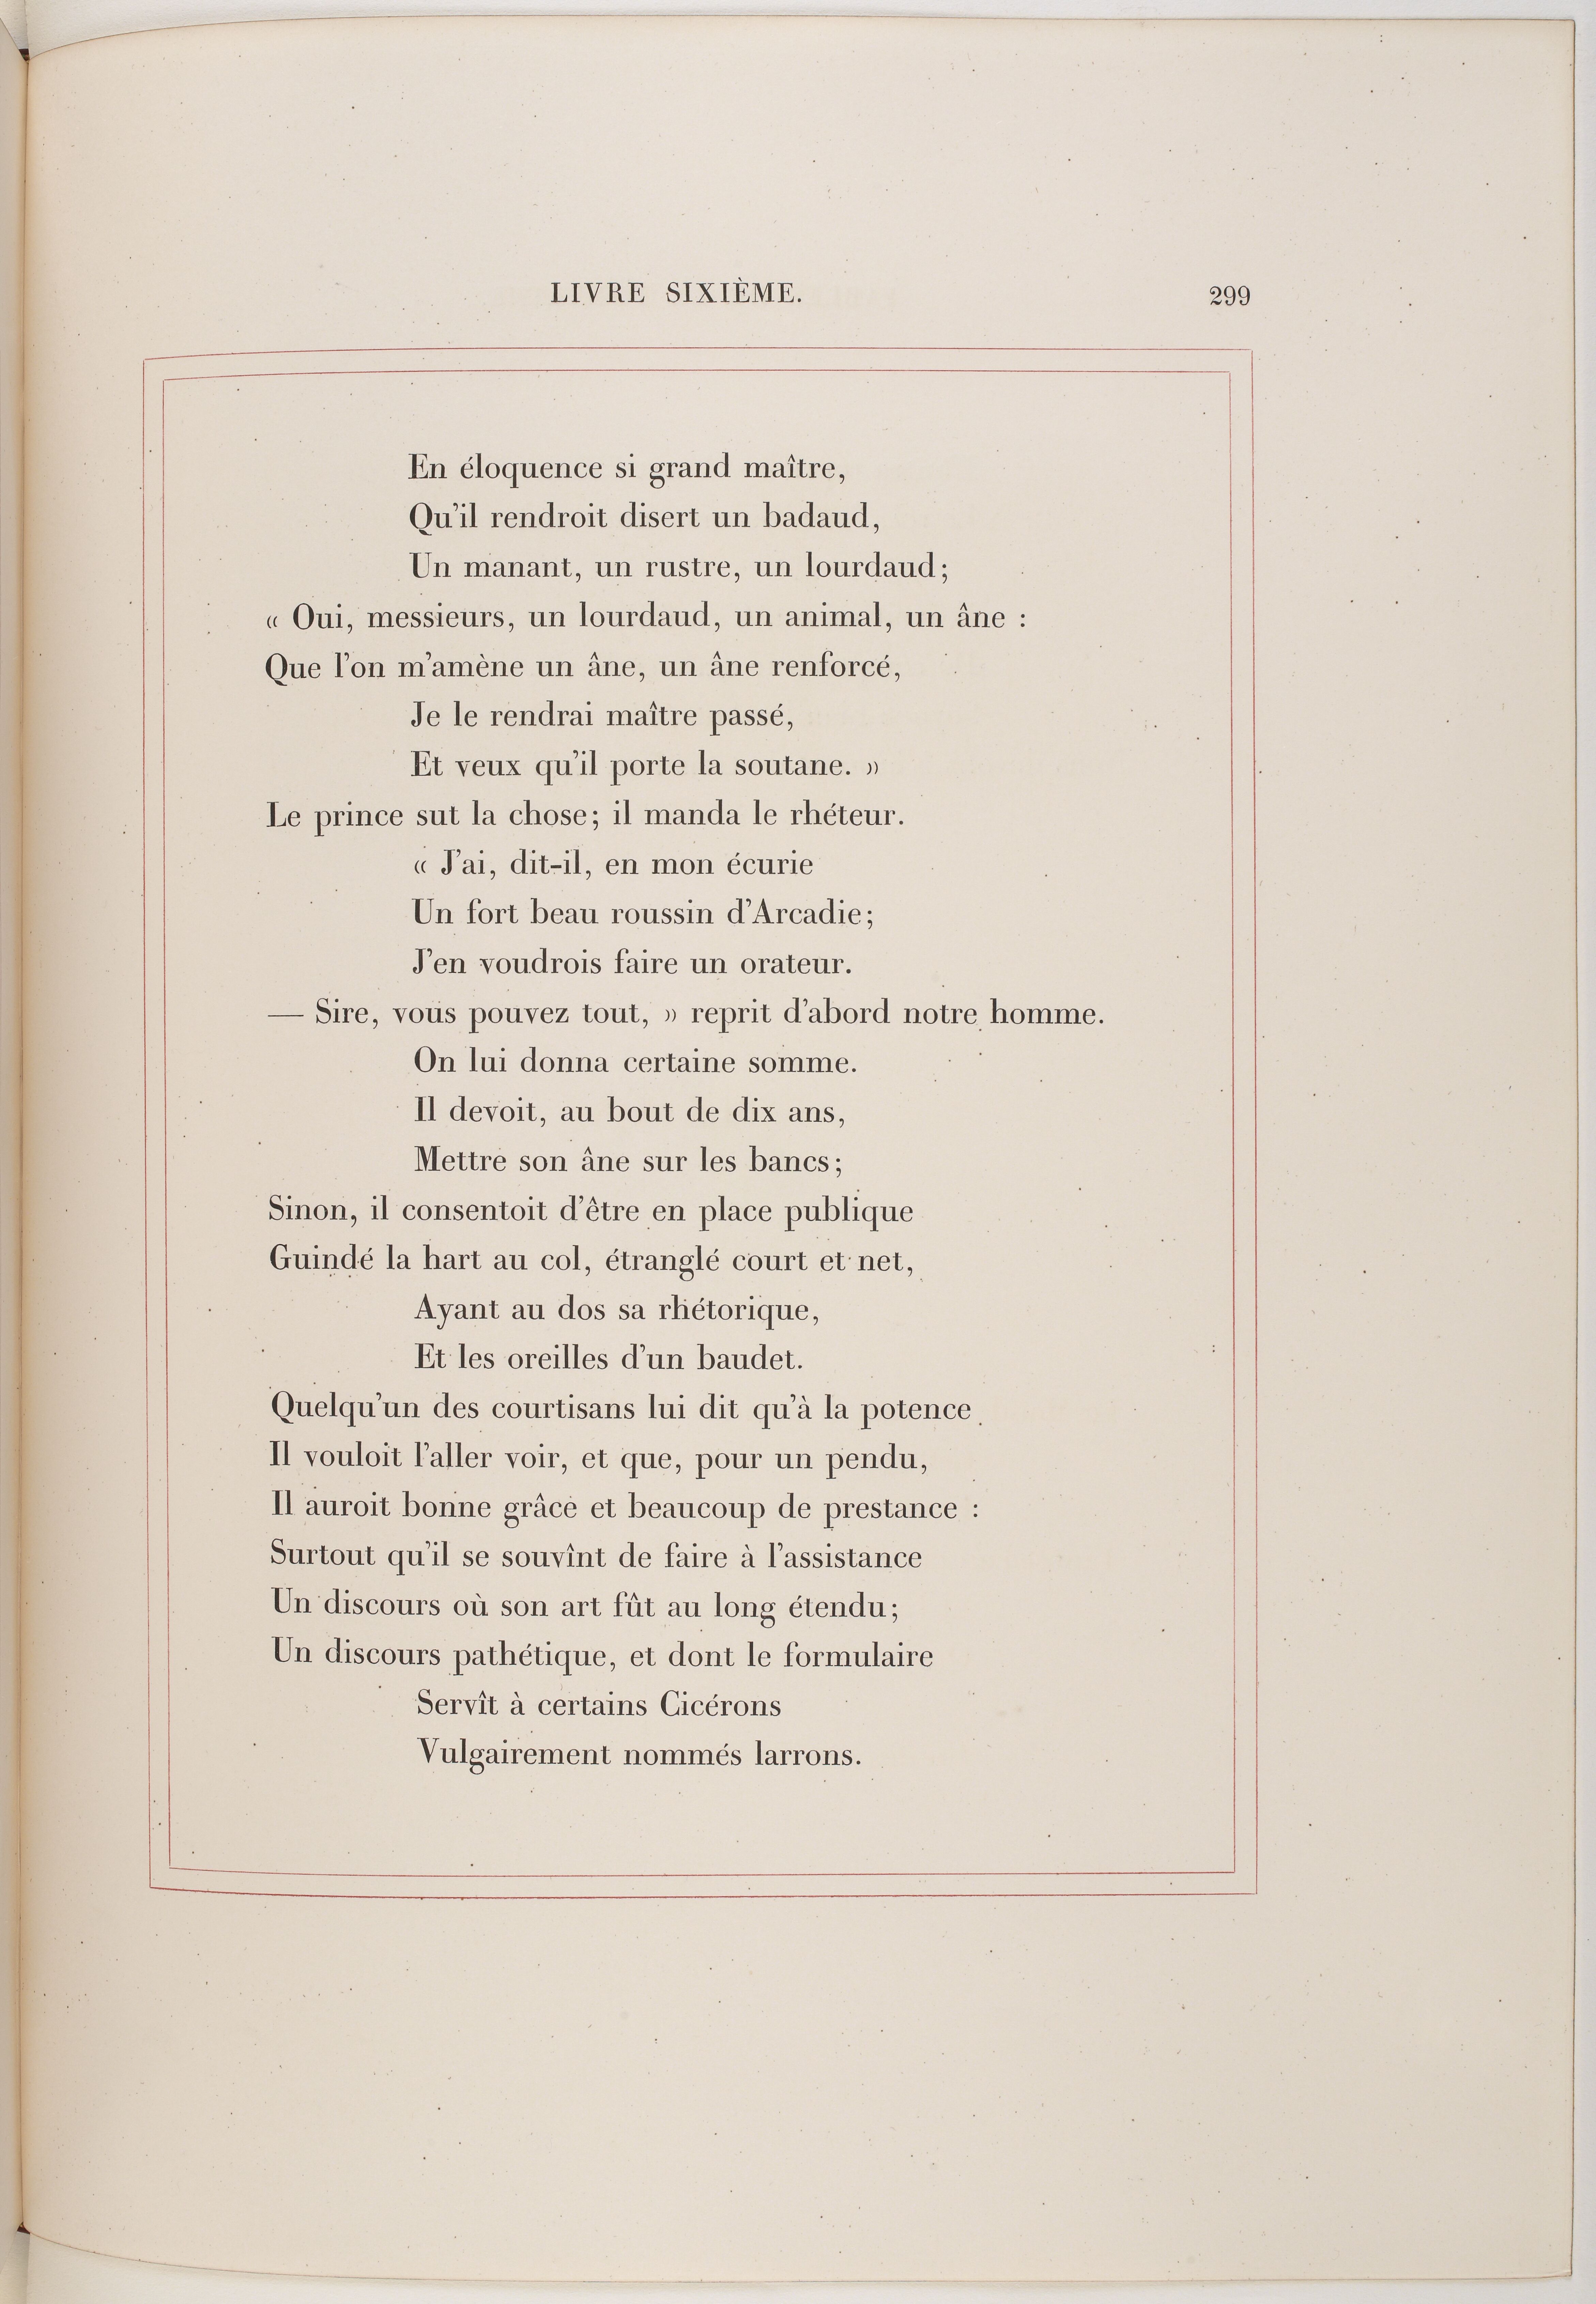 LIVRE SIXIÈME. 299
En éloquence si grand maître,
Qu'il rendroit disert un badaud,
Un manant, un rustre, un lourdaud;
« Oui, messieurs, un lourdaud, un animal, un âne :
Que l'on m'amène un âne, un âne renforcé,
Je le rendrai maître passé,
Et veux qu'il porte la soutane. »
Le prince sut la chose; il manda le rhéteur.
« J'ai, dit-il, en mon écurie
Un fort beau roussin d'Arcadie;
J'en voudrois faire un orateur.
— Sire, vous pouvez tout, » reprit d'abord notre homme.
On lui donna certaine somme.
Il devoit, au bout de dix ans,
Mettre son âne sur les bancs;
Sinon, il consentoit d'être en place publique
Guindé la hart au col, étranglé court et net,
Ayant au dos sa rhétorique,
Et les oreilles d'un baudet.
Quelqu'un des courtisans lui dit qu'à la potence
Il vouloit l'aller voir, et que, pour un pendu,
Il auroit bonne grâce et beaucoup de prestance :
Surtout qu'il se souvînt de faire à l'assistance
Un discours où son art fût au long étendu;
Un discours pathétique, et dont le formulaire
Servît à certains Cicérons
Vulgairement nommés larrons.